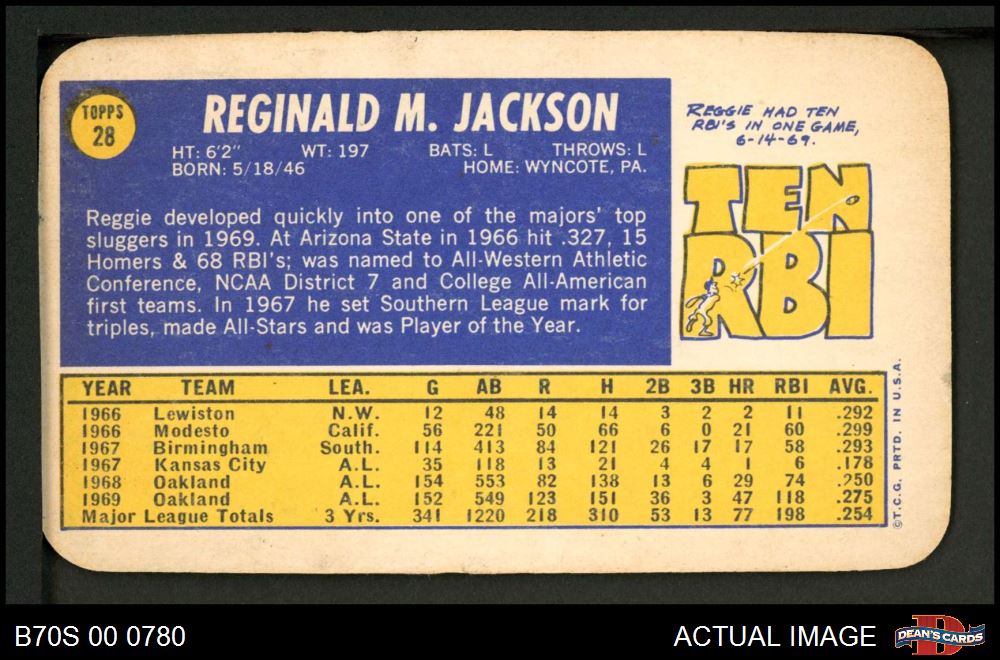 TOPPS
28
REGINALD M. JACKSON
HT: 6'2" WT: 197 BATS: L THROWS: L
BORN: 5/18/46 HOME: WYNCOTE, PA.
Reggie developed quickly into one of the majors' top
sluggers in 1969. At Arizona State in 1966 hit .327, 15
Homers & 68 RBI's; was named to All-Western Athletic
Conference, NCAA District 7 and College All-American
first teams. In 1967 he set Southern League mark for
triples, made All-Stars and was Player of the Year.
REGGIE HAD TEN
RBI'S IN ONE GAME,
6-14-69.
TEN
RBI
YEAR TEAM LEA. G AB R H 2B 3B HR RBI AVG.
1966 Lewiston N.W. 12 48 14 14 3 2 2 11 .292
1966 Modesto Calif. 56 221 50 66 6 0 21 60 .299
1967 Birmingham South. 114 413 84 121 26 17 17 58 .293
1967 Kansas City A.L. 35 118 13 21 4 4 1 6 .178
1968 Oakland A.L. 154 553 82 138 13 6 29 74 .250
1969 Oakland A.L. 152 549 123 151 36 3 47 118 .275
Major League Totals 3 Yrs. 341 1220 218 310 53 13 77 198 .254
©T.C.G. PRTD. IN U.S.A.
B70S 00 0780
ACTUAL IMAGE
D
DEAN'S CARDS